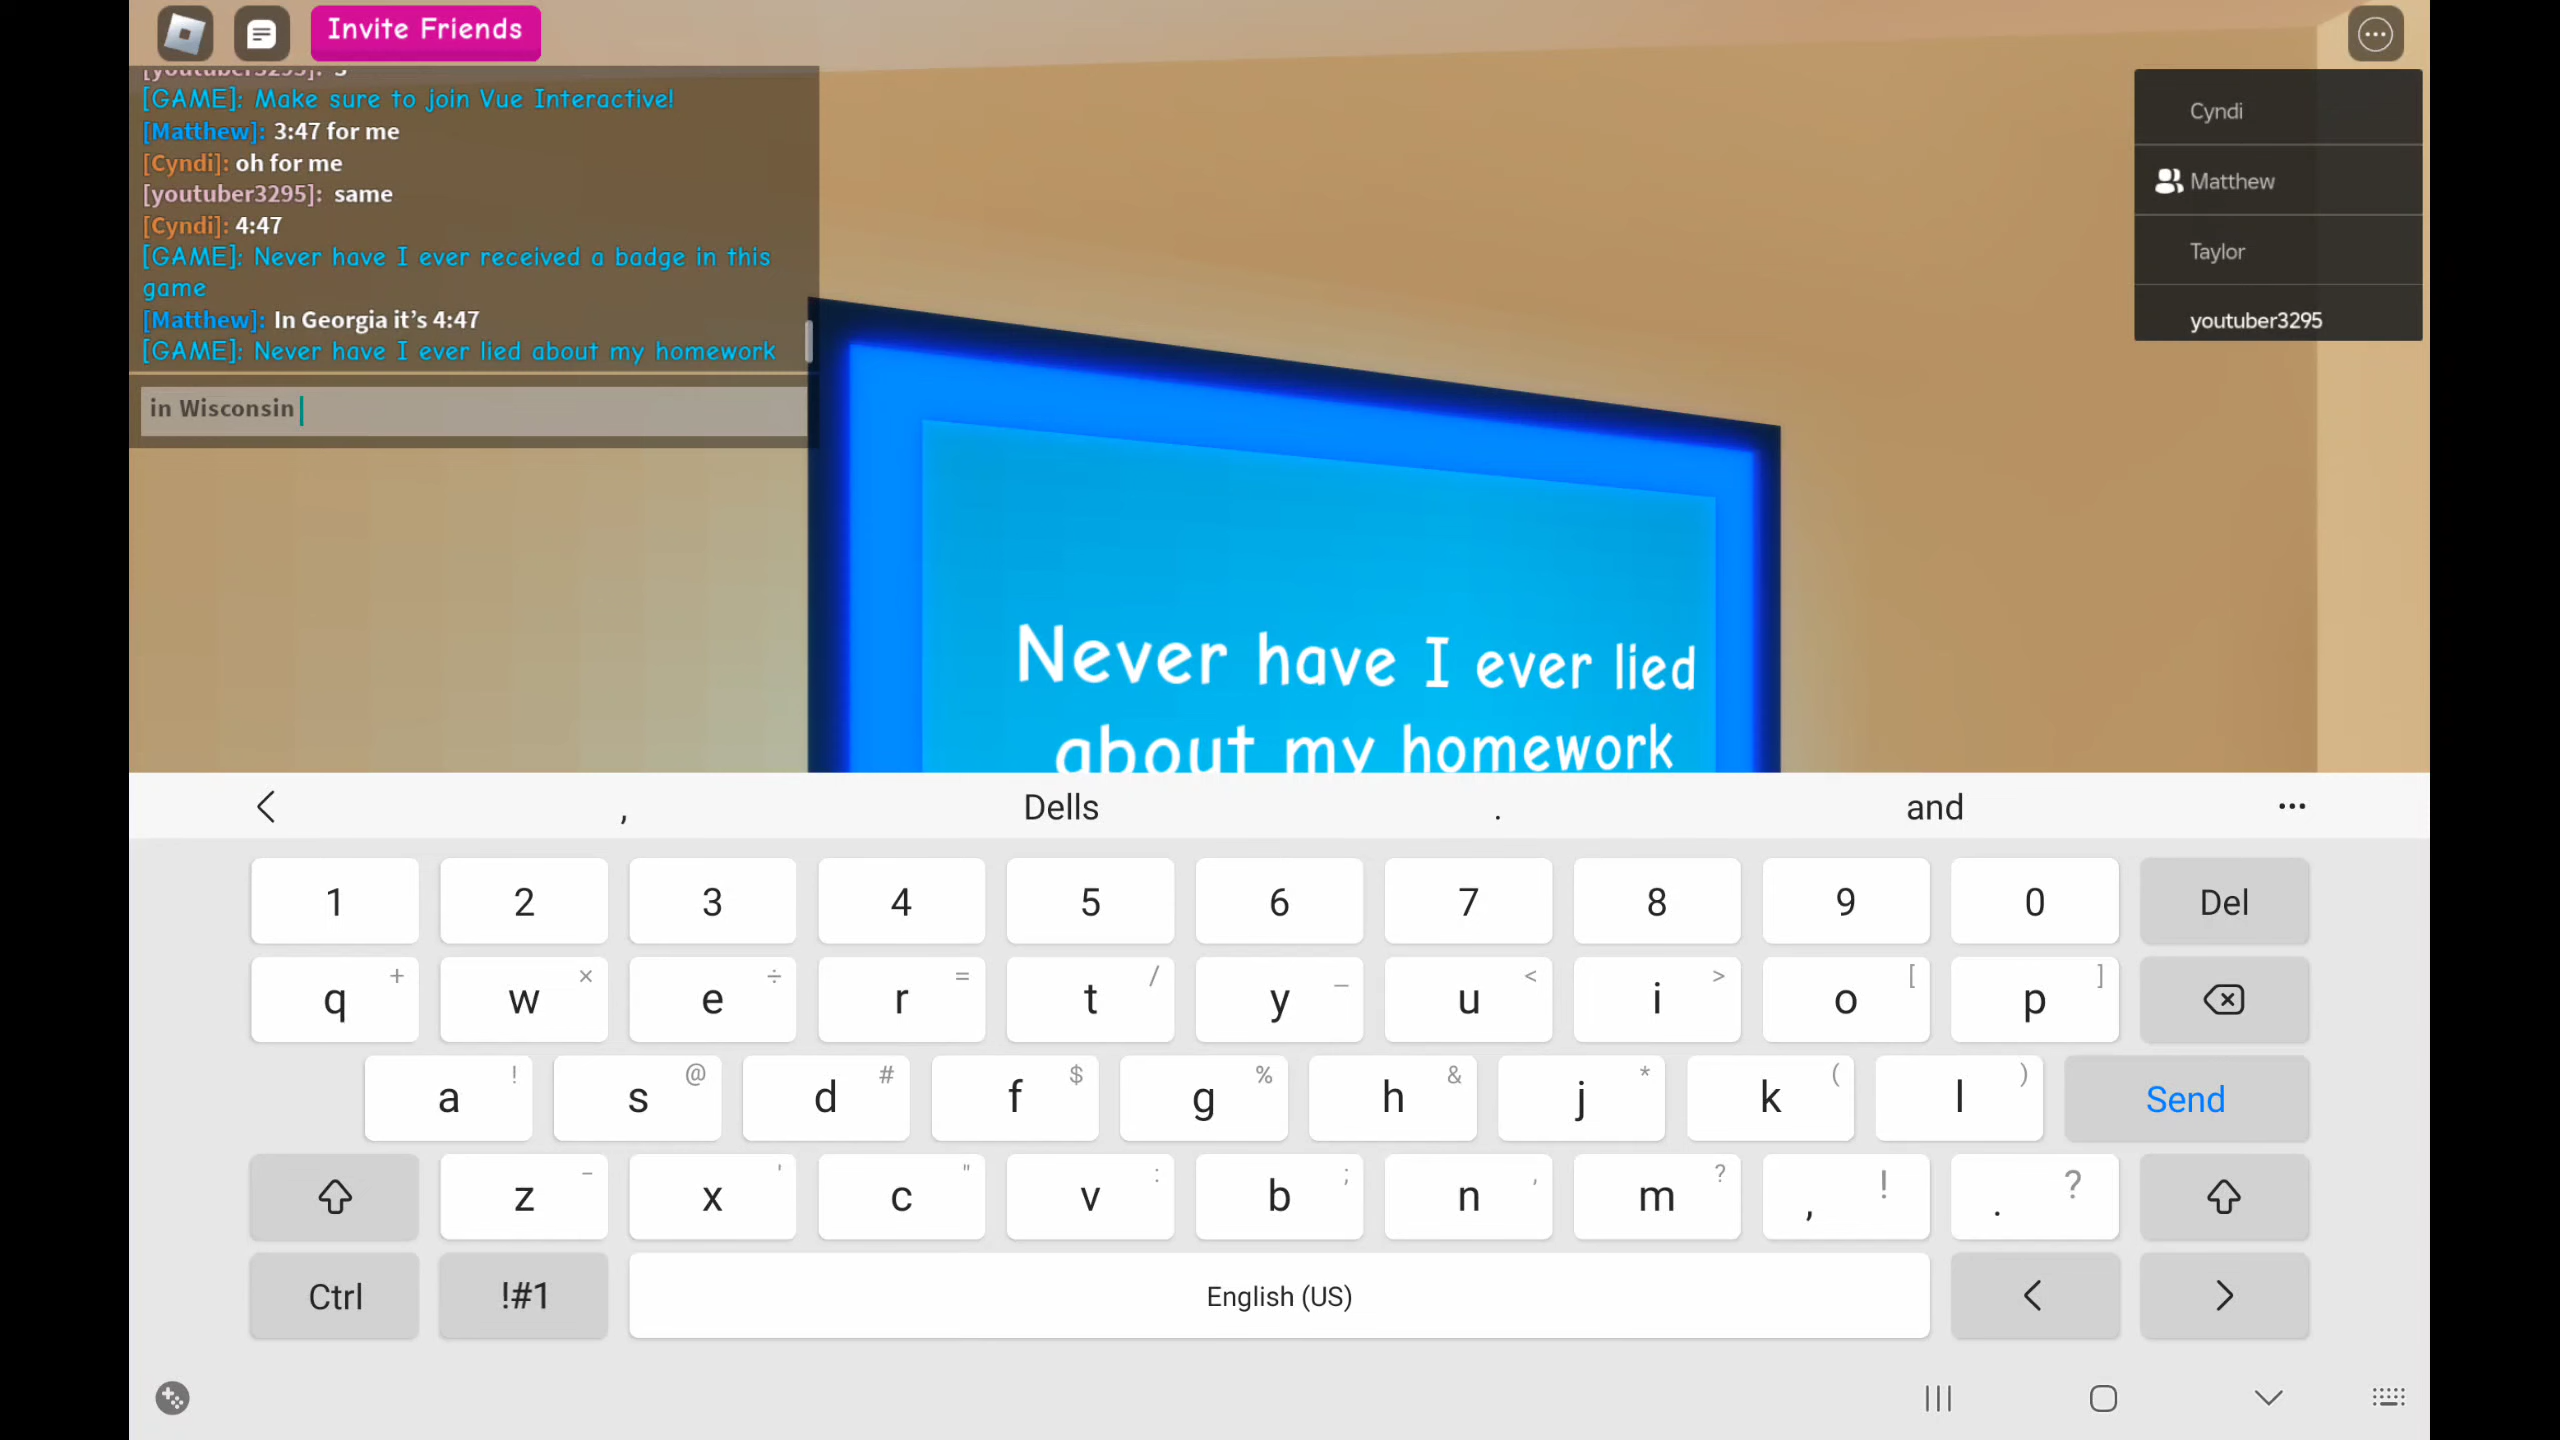 Invite Friends
[youtuber3295]: s
[GAME]: Make sure to join Vue Interactive!
[Matthew]: 3:47 for me
[Cyndi]: oh for me
[youtuber3295]: same
[Cyndi]: 4:47
[GAME]: Never have I ever received a badge in this
game
[Matthew]: In Georgia it’s 4:47
[GAME]: Never have I ever lied about my homework
in Wisconsin
Cyndi
Matthew
Taylor
youtuber3295
Never have I ever lied
about my homework
, Dells . and ...
1 2 3 4 5 6 7 8 9 0 Del
+ × ÷ = / _ < > [ ]
q w e r t y u i o p
! @ # $ % & * ( )
a s d f g h j k l Send
- ' " : ; , ? ! ?
z x c v b n m , .
Ctrl !#1 English (US) < >